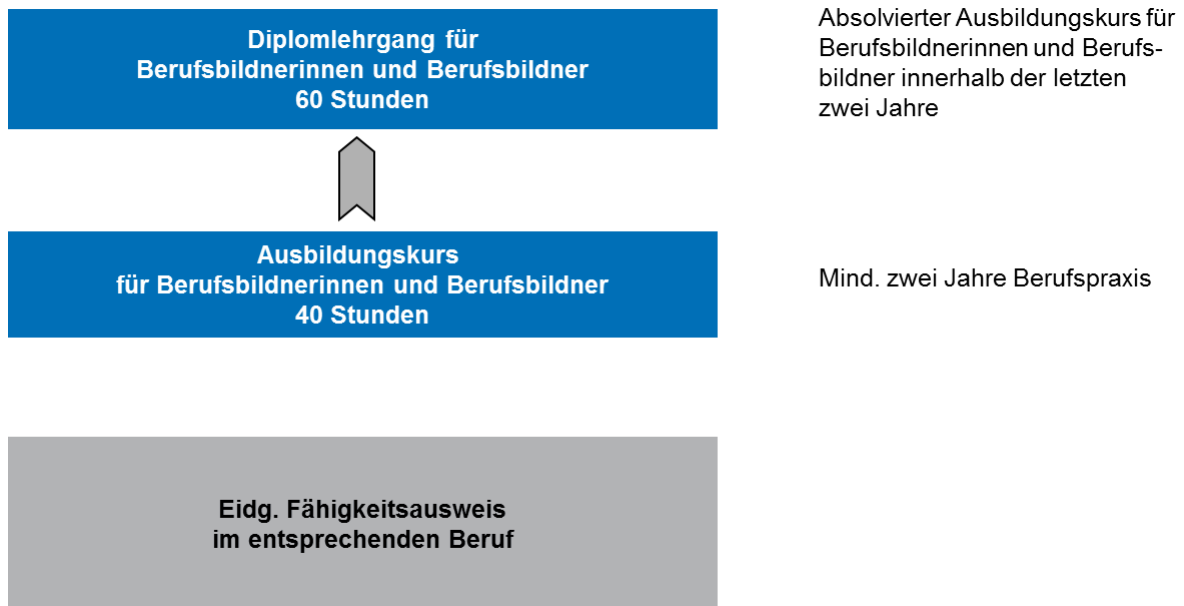 Diplomlehrgang für
Berufsbildnerinnen und Berufsbildner
60 Stunden
Absolvierter Ausbildungskurs für
Berufsbildnerinnen und Berufs-
bildner innerhalb der letzten
zwei Jahre
Ausbildungskurs
für Berufsbildnerinnen und Berufsbildner
40 Stunden
Mind. zwei Jahre Berufspraxis
Eidg. Fähigkeitsausweis
im entsprechenden Beruf